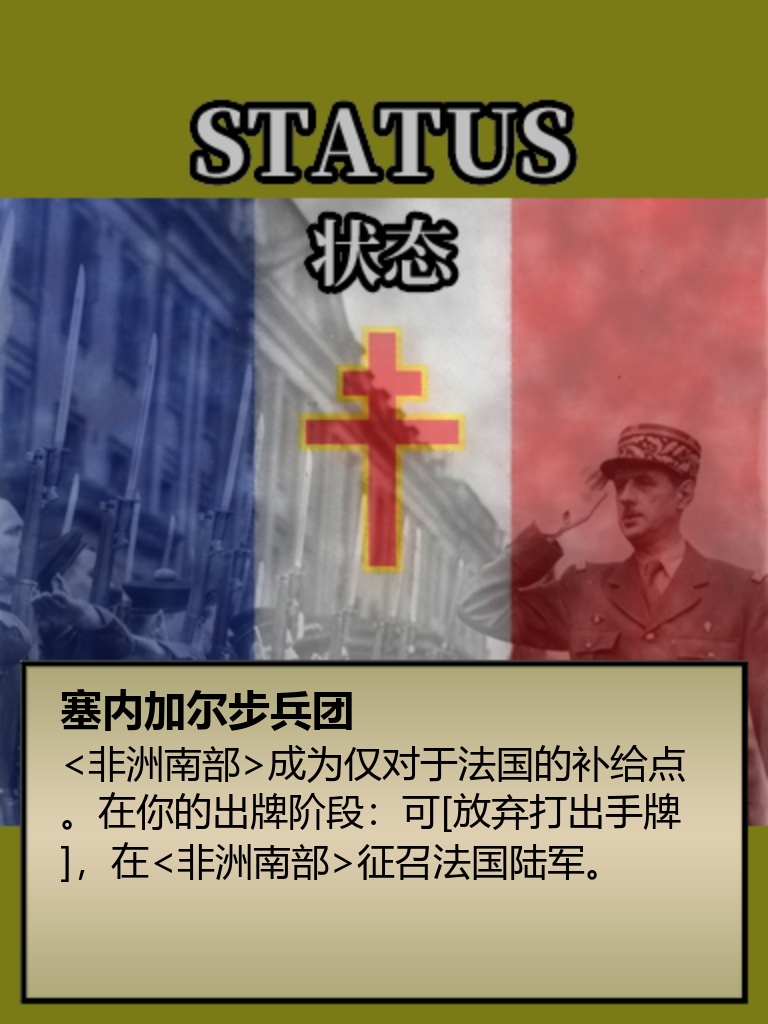 STATUS
状态
塞内加尔步兵团
<非洲南部>成为仅对于法国的补给点
。在你的出牌阶段：可[放弃打出手牌
]，在<非洲南部>征召法国陆军。